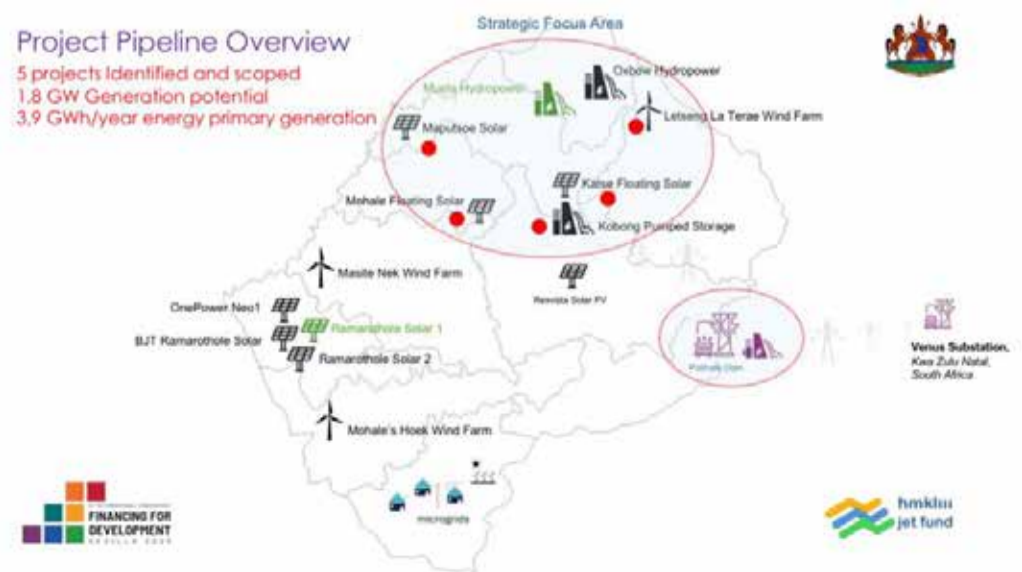 Project Pipeline Overview
5 projects Identified and scoped
1.8 GW Generation potential
3,9 GWh/year energy primary generation
Strategic Focus Area
Muela Hydropower
Oxbow Hydropower
Letseng La Terae Wind Farm
Maputsoe Solar
Katse Floating Solar
Mohale Floating Solar
Kobong Pumped Storage
Masite Nek Wind Farm
Solar PV
OnePower Neo1
Ramarothole Solar 1
BJT Ramarothole Solar
Ramarothole Solar 2
Venus Substation,
Kwa Zulu Natal,
South Africa
Mohale's Hoek Wind Farm
microgrids
FINANCING FOR
DEVELOPMENT
jet fund